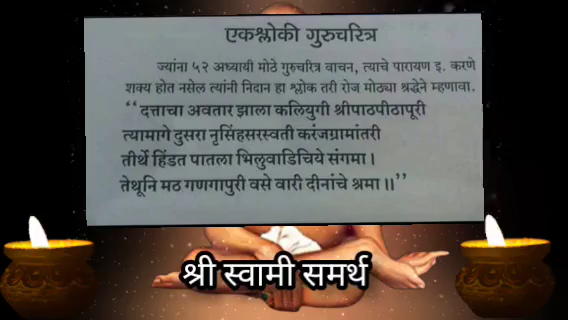 एकश्लोकी गुरुचरित्र
ज्यांना ५२ अध्यायी मोठे गुरुचरित्र वाचन, त्याचे पारायण इ. करणे
शक्य होत नसेल त्यांनी निदान हा श्लोक तरी रोज मोठ्या श्रद्धेने म्हणावा.
“दत्ताचा अवतार झाला कलियुगी श्रीपाठपीठापूरी
त्यामागे दुसरा नृसिंहसरस्वती करंजग्रामांतरी
तीर्थे हिंडत पातला भिलुवाडिचिये संगमा।
तेथूनि मठ गणगापुरी वसे वारी दीनांचे श्रमा॥”
श्री स्वामी समर्थ